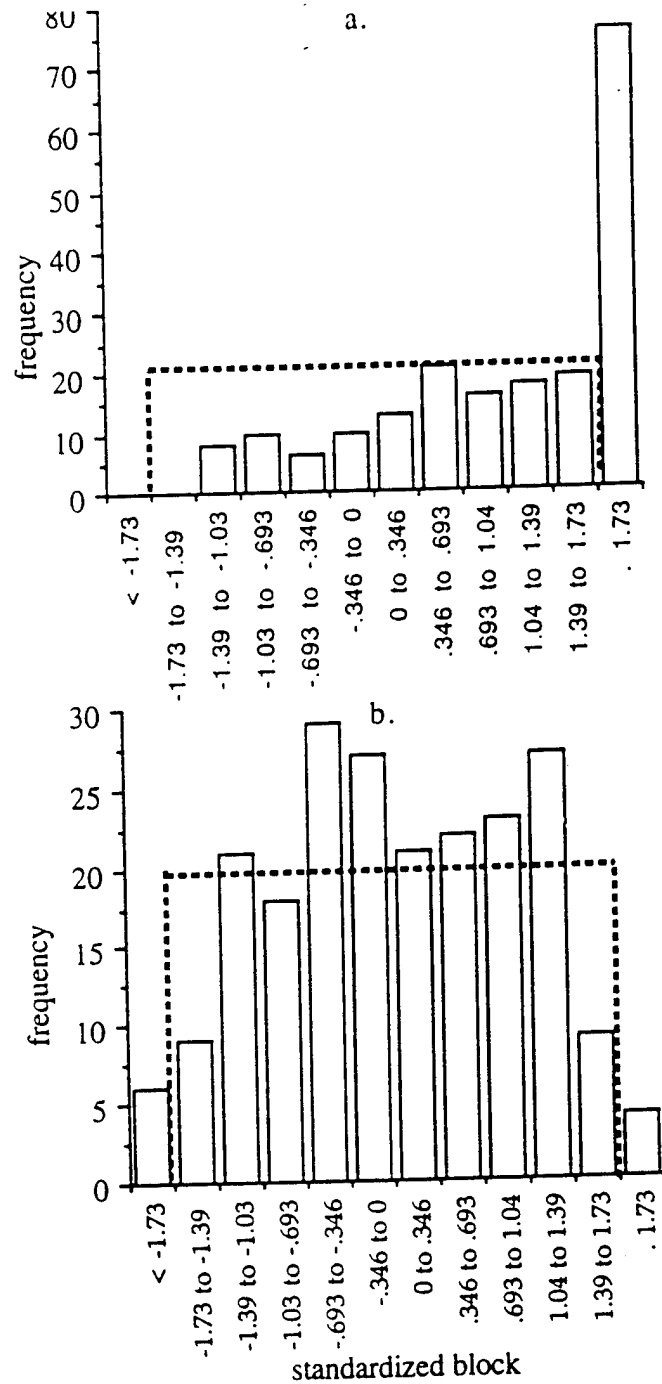 a.
80
70
60
50
40
30
20
10
0
frequency
< -1.73
-1.73 to -1.39
-1.39 to -1.03
-1.03 to -.693
-.693 to -.346
-.346 to 0
0 to .346
.346 to .693
.693 to 1.04
1.04 to 1.39
1.39 to 1.73
. 1.73
b.
30
25
20
15
10
5
0
frequency
< -1.73
-1.73 to -1.39
-1.39 to -1.03
-1.03 to -.693
-.693 to -.346
-.346 to 0
0 to .346
.346 to .693
.693 to 1.04
1.04 to 1.39
1.39 to 1.73
. 1.73
standardized block